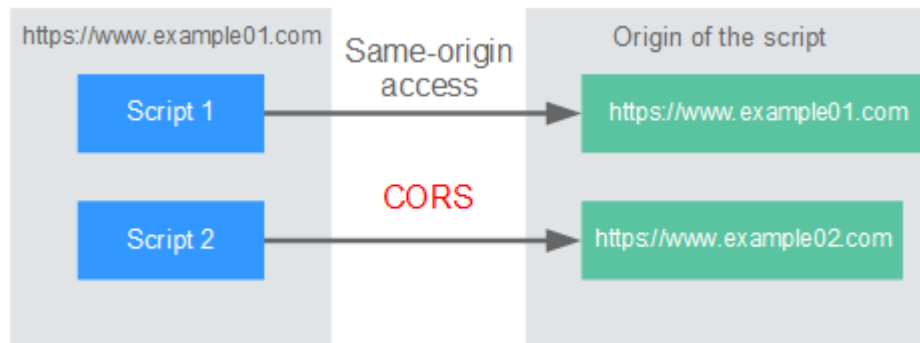 https://www.example01.com
Same-origin
access
Origin of the script
Script 1
https://www.example01.com
CORS
Script 2
https://www.example02.com